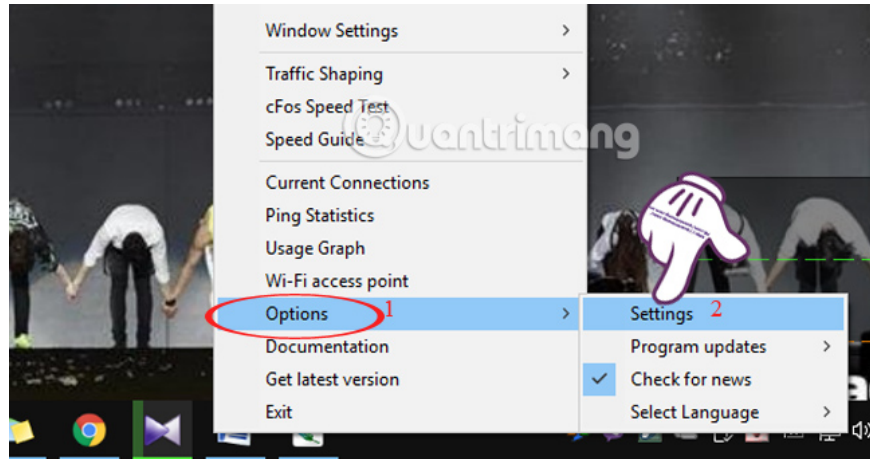 Window Settings
Traffic Shaping
cFos Speed Test
Speed Guide
Quantrimang
Current Connections
Ping Statistics
Usage Graph
Wi-Fi access point
Options 1
Settings 2
Documentation
Program updates
Get latest version
Check for news
Exit
Select Language